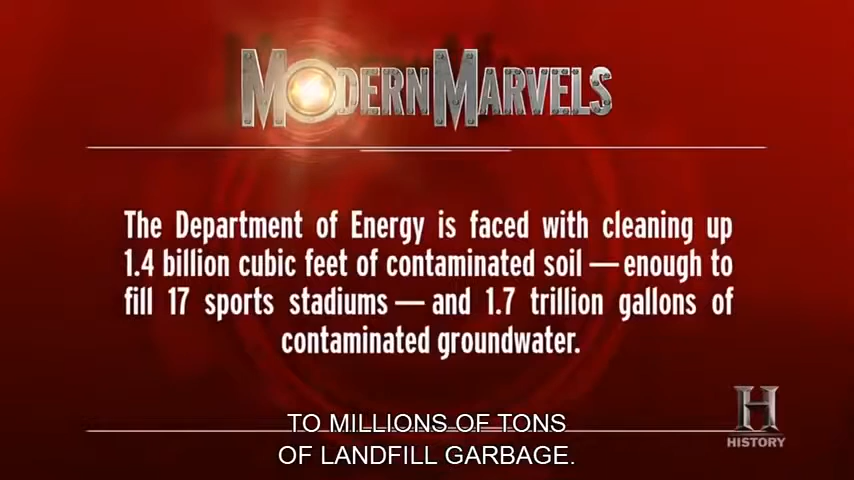 MODERN MARVELS
The Department of Energy is faced with cleaning up
1.4 billion cubic feet of contaminated soil — enough to
fill 17 sports stadiums — and 1.7 trillion gallons of
contaminated groundwater.
H
HISTORY
TO MILLIONS OF TONS
OF LANDFILL GARBAGE.